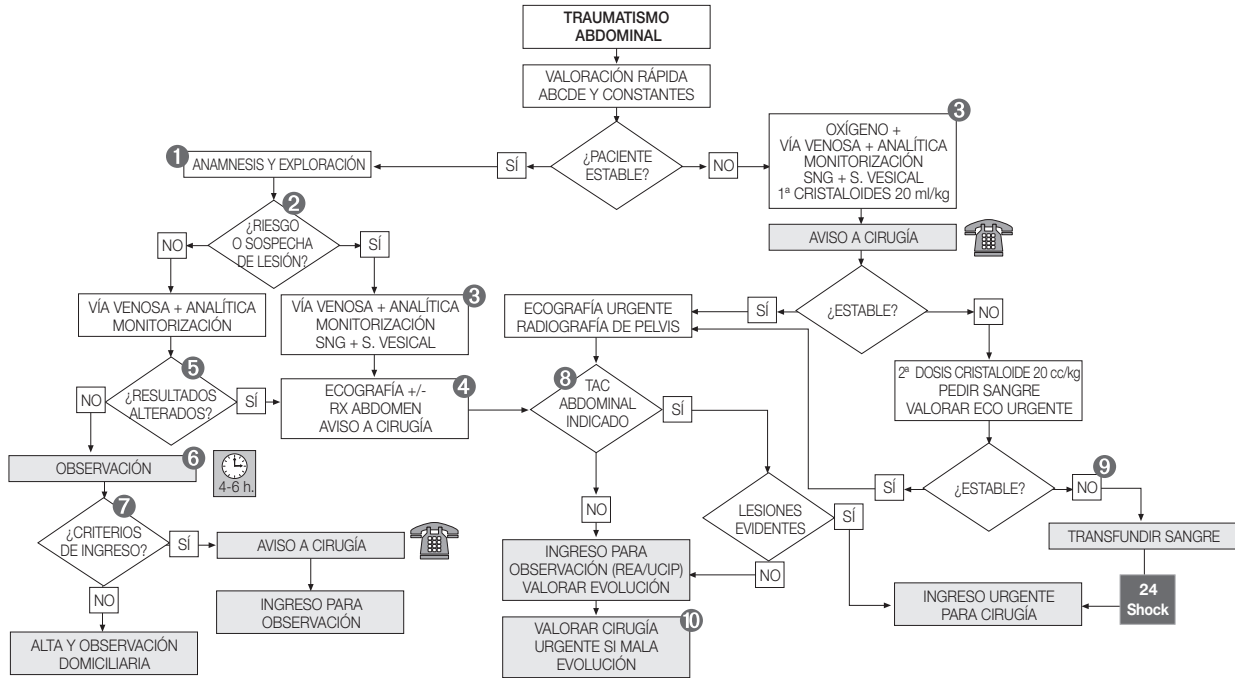 TRAUMATISMO
ABDOMINAL
VALORACIÓN RÁPIDA
ABCDE Y CONSTANTES
¿PACIENTE
ESTABLE?
SÍ
NO
1
ANAMNESIS Y EXPLORACIÓN
3
OXÍGENO +
VÍA VENOSA + ANALÍTICA
MONITORIZACIÓN
SNG + S. VESICAL
1ª CRISTALOIDES 20 ml/kg
AVISO A CIRUGÍA
2
¿RIESGO
O SOSPECHA
DE LESIÓN?
NO
SÍ
VÍA VENOSA + ANALÍTICA
MONITORIZACIÓN
3
VÍA VENOSA + ANALÍTICA
MONITORIZACIÓN
SNG + S. VESICAL
ECOGRAFÍA URGENTE
RADIOGRAFÍA DE PELVIS
SÍ
¿ESTABLE?
NO
5
¿RESULTADOS
ALTERADOS?
NO
SÍ
4
ECOGRAFÍA +/-
RX ABDOMEN
AVISO A CIRUGÍA
8
TAC
ABDOMINAL
INDICADO
SÍ
NO
2ª DOSIS CRISTALOIDE 20 cc/kg
PEDIR SANGRE
VALORAR ECO URGENTE
6
OBSERVACIÓN
4-6 h.
SÍ
¿ESTABLE?
9
NO
7
¿CRITERIOS
DE INGRESO?
SÍ
NO
AVISO A CIRUGÍA
INGRESO PARA
OBSERVACIÓN
ALTA Y OBSERVACIÓN
DOMICILIARIA
LESIONES
EVIDENTES
SÍ
NO
TRANSFUNDIR SANGRE
INGRESO PARA
OBSERVACIÓN (REA/UCIP)
VALORAR EVOLUCIÓN
INGRESO URGENTE
PARA CIRUGÍA
24
Shock
10
VALORAR CIRUGÍA
URGENTE SI MALA
EVOLUCIÓN